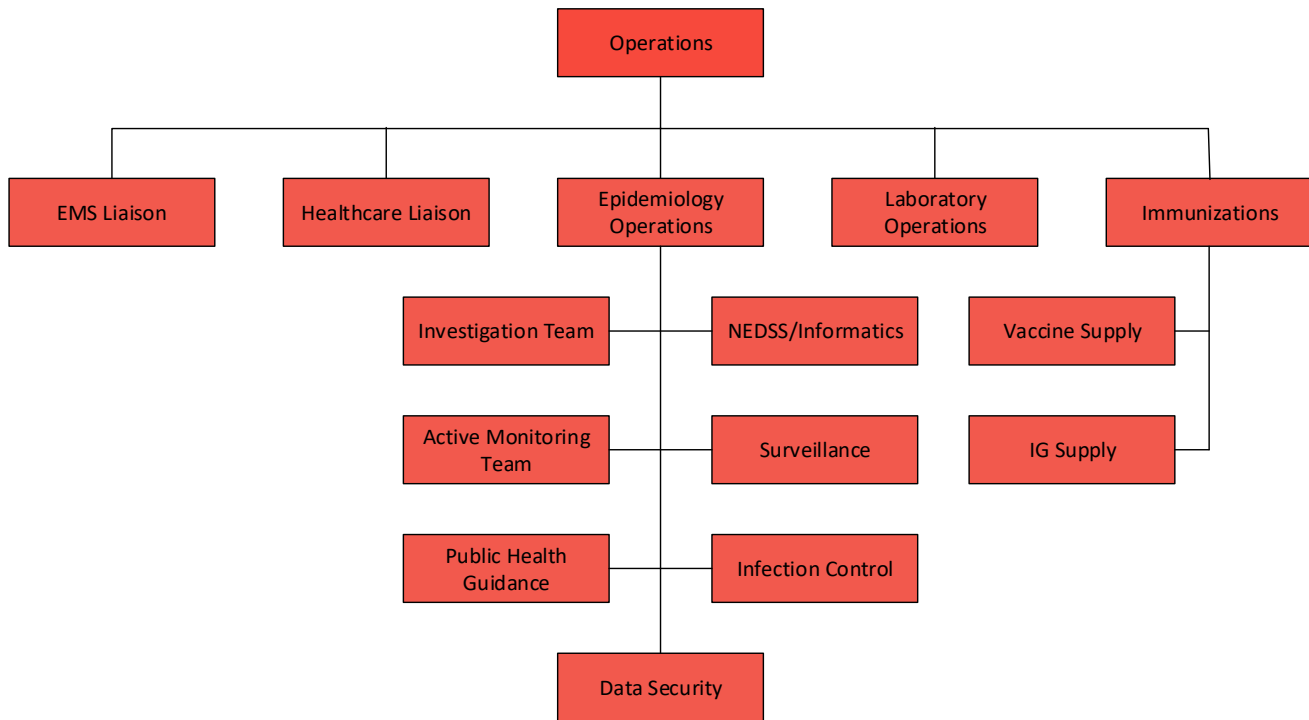 Operations
EMS Liaison
Healthcare Liaison
Epidemiology
Operations
Laboratory
Operations
Immunizations
Investigation Team
NEDSS/Informatics
Vaccine Supply
Active Monitoring
Team
Surveillance
IG Supply
Public Health
Guidance
Infection Control
Data Security